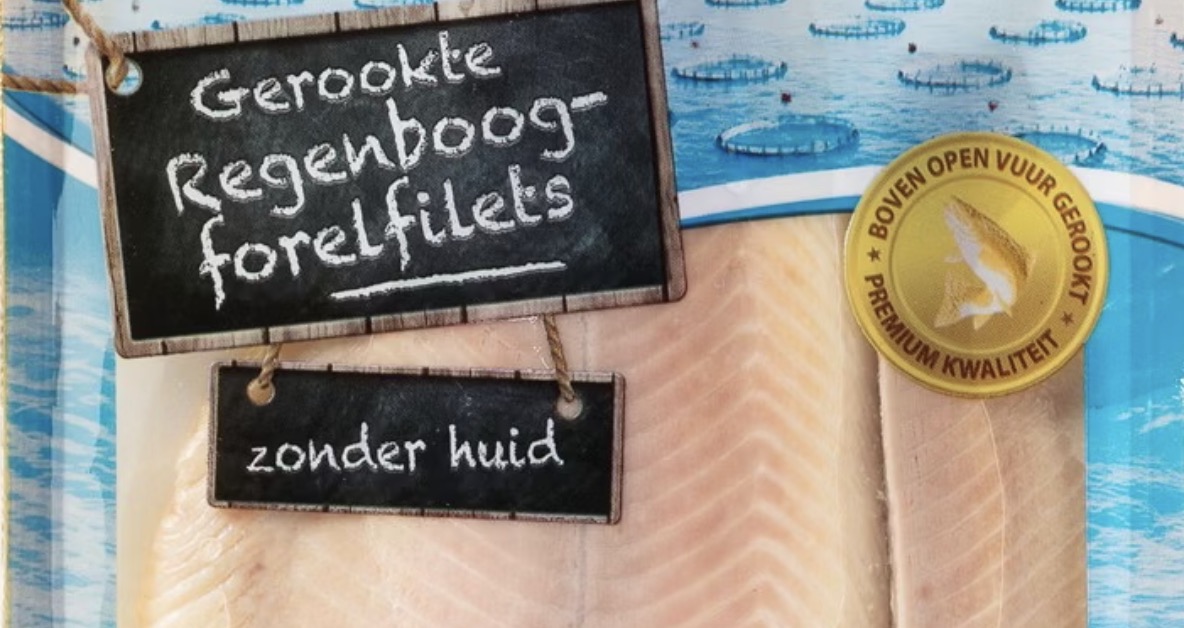 Gerookte
Regenboog-
forelfilets
zonder huid
BOVEN OPEN VUUR GEROOKT
PREMIUM KWALITEIT